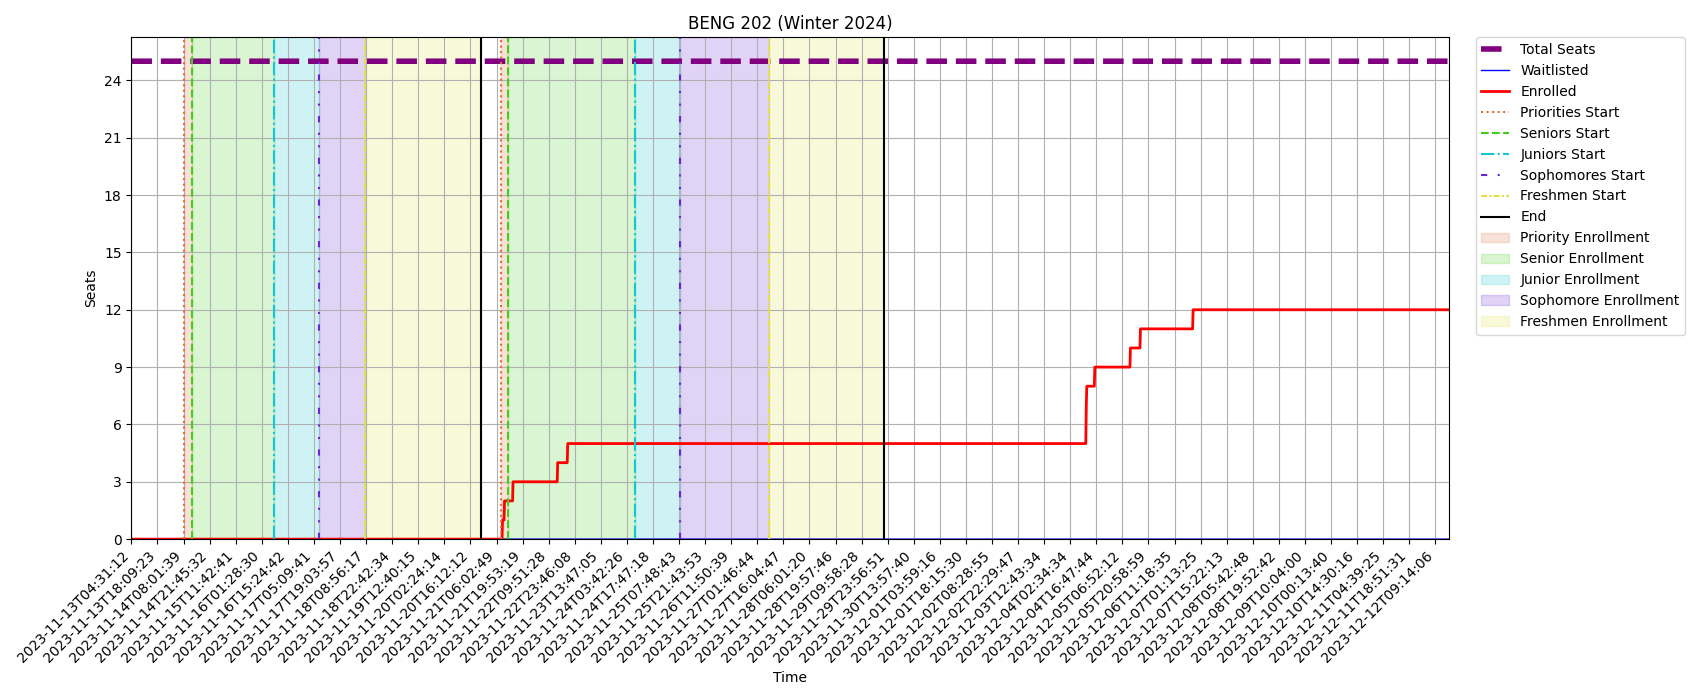 BENG 202 (Winter 2024)
Seats
24
21
18
15
12
9
6
3
0
2023-11-13T04:31:12
2023-11-13T18:09:23
2023-11-14T08:01:39
2023-11-14T21:45:32
2023-11-15T11:42:41
2023-11-16T01:28:30
2023-11-16T15:24:42
2023-11-17T05:09:41
2023-11-17T19:03:57
2023-11-18T08:56:17
2023-11-18T22:42:34
2023-11-19T12:40:15
2023-11-20T02:24:14
2023-11-20T16:12:12
2023-11-21T06:02:49
2023-11-21T19:53:19
2023-11-22T09:51:28
2023-11-22T23:46:08
2023-11-23T13:47:05
2023-11-24T03:42:26
2023-11-24T17:47:18
2023-11-25T07:48:43
2023-11-25T21:43:53
2023-11-26T11:50:39
2023-11-27T01:46:44
2023-11-27T16:04:47
2023-11-28T06:01:20
2023-11-28T19:57:46
2023-11-29T09:58:28
2023-11-29T23:56:51
2023-11-30T13:57:40
2023-12-01T03:59:16
2023-12-01T18:15:30
2023-12-02T08:28:55
2023-12-02T22:29:47
2023-12-03T12:43:34
2023-12-04T02:34:34
2023-12-04T16:47:44
2023-12-05T06:52:12
2023-12-05T20:58:59
2023-12-06T11:18:35
2023-12-07T01:13:25
2023-12-07T15:22:13
2023-12-08T05:42:48
2023-12-08T19:52:42
2023-12-09T10:04:00
2023-12-10T00:13:40
2023-12-10T14:30:16
2023-12-11T04:39:25
2023-12-11T18:51:31
2023-12-12T09:14:06
Time
Total Seats
Waitlisted
Enrolled
Priorities Start
Seniors Start
Juniors Start
Sophomores Start
Freshmen Start
End
Priority Enrollment
Senior Enrollment
Junior Enrollment
Sophomore Enrollment
Freshmen Enrollment